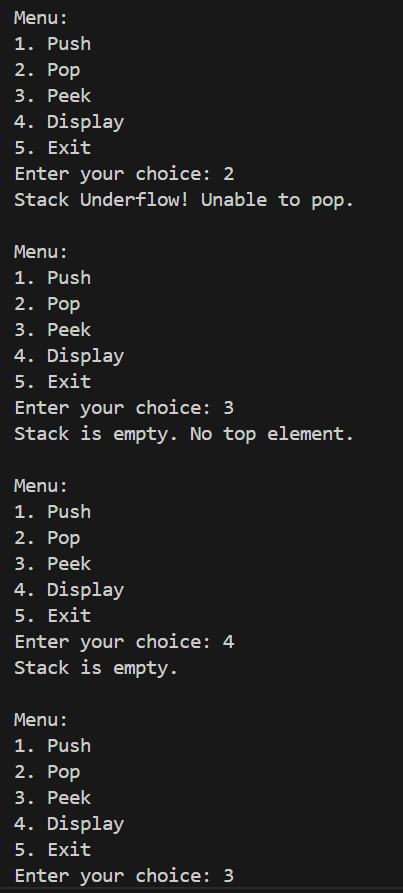 Menu:
1. Push
2. Pop
3. Peek
4. Display
5. Exit
Enter your choice: 2
Stack Underflow! Unable to pop.

Menu:
1. Push
2. Pop
3. Peek
4. Display
5. Exit
Enter your choice: 3
Stack is empty. No top element.

Menu:
1. Push
2. Pop
3. Peek
4. Display
5. Exit
Enter your choice: 4
Stack is empty.

Menu:
1. Push
2. Pop
3. Peek
4. Display
5. Exit
Enter your choice: 3